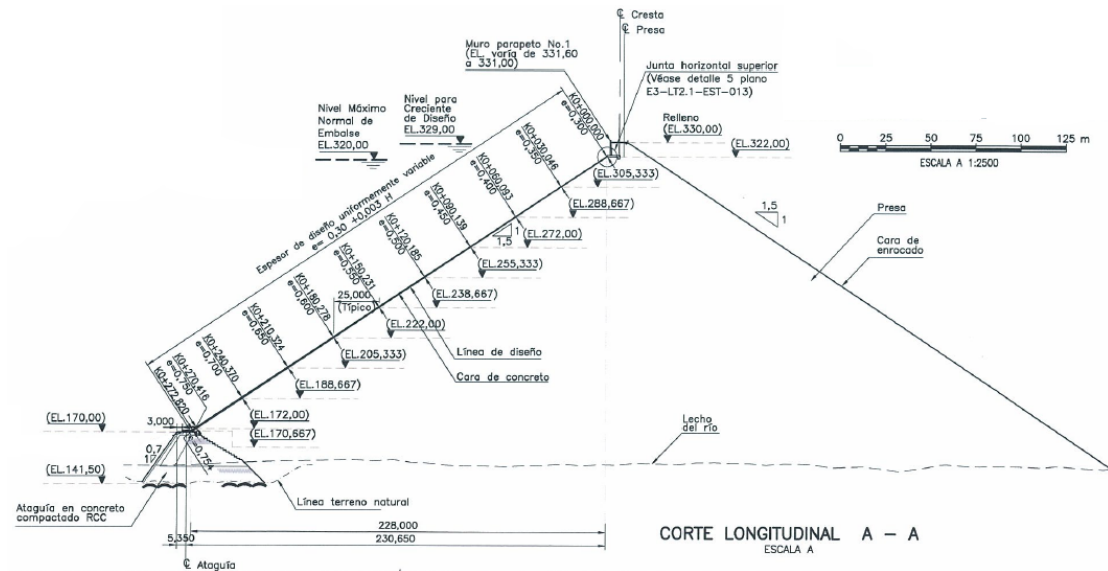 ℄ Cresta
℄ Presa
Muro parapeto No.1
(EL. varía de 331,60
a 331,00)
Junta horizontal superior
(Véase detalle 5 plano
E3-LT2.1-EST-013)
Nivel Máximo
Normal de
Embalse
EL.320,00
Nivel para
Creciente
de Diseño
EL.329,00
Relleno
(EL.330,00)
(EL.322,00)
0 25 50 75 100 125 m
ESCALA A 1:2500
Espesor de diseño uniformemente variable
e= 0,30 +0,003 H
K0+000,000
e=0,300
K0+030,046
e=0,350
K0+060,093
e=0,400
K0+090,139
e=0,450
K0+120,185
e=0,500
K0+150,231
e=0,550
K0+180,278
e=0,600
K0+210,324
e=0,650
K0+240,370
e=0,700
K0+270,416
e=0,750
K0+272,820
(EL.305,333)
(EL.288,667)
(EL.272,00)
(EL.255,333)
(EL.238,667)
(EL.222,00)
(EL.205,333)
(EL.188,667)
(EL.172,00)
(EL.170,667)
1
1,5
1,5
1
25,000
(Típico)
Presa
Cara de
enrocado
Línea de diseño
Cara de concreto
(EL.170,00)
3,000
0,7
1
0,754
(EL.141,50)
Lecho
del río
Ataguía en concreto
compactado RCC
Línea terreno natural
228,000
5,350
230,650
℄ Ataguía
CORTE LONGITUDINAL A – A
ESCALA A